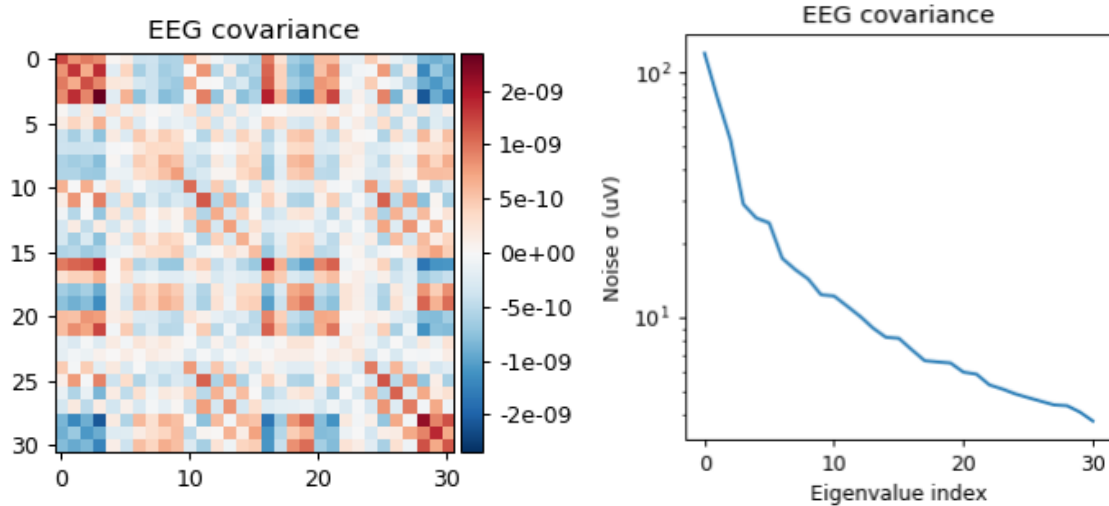 EEG covariance
0
5
10
15
20
25
30
0
20
2e-09
1e-09
5e-10
0e+00
-5e-10
-1e-09
-2e-09
30
EEG covariance
Noise σ (uV)
10²
10¹
0
10
20
30
Eigenvalue index